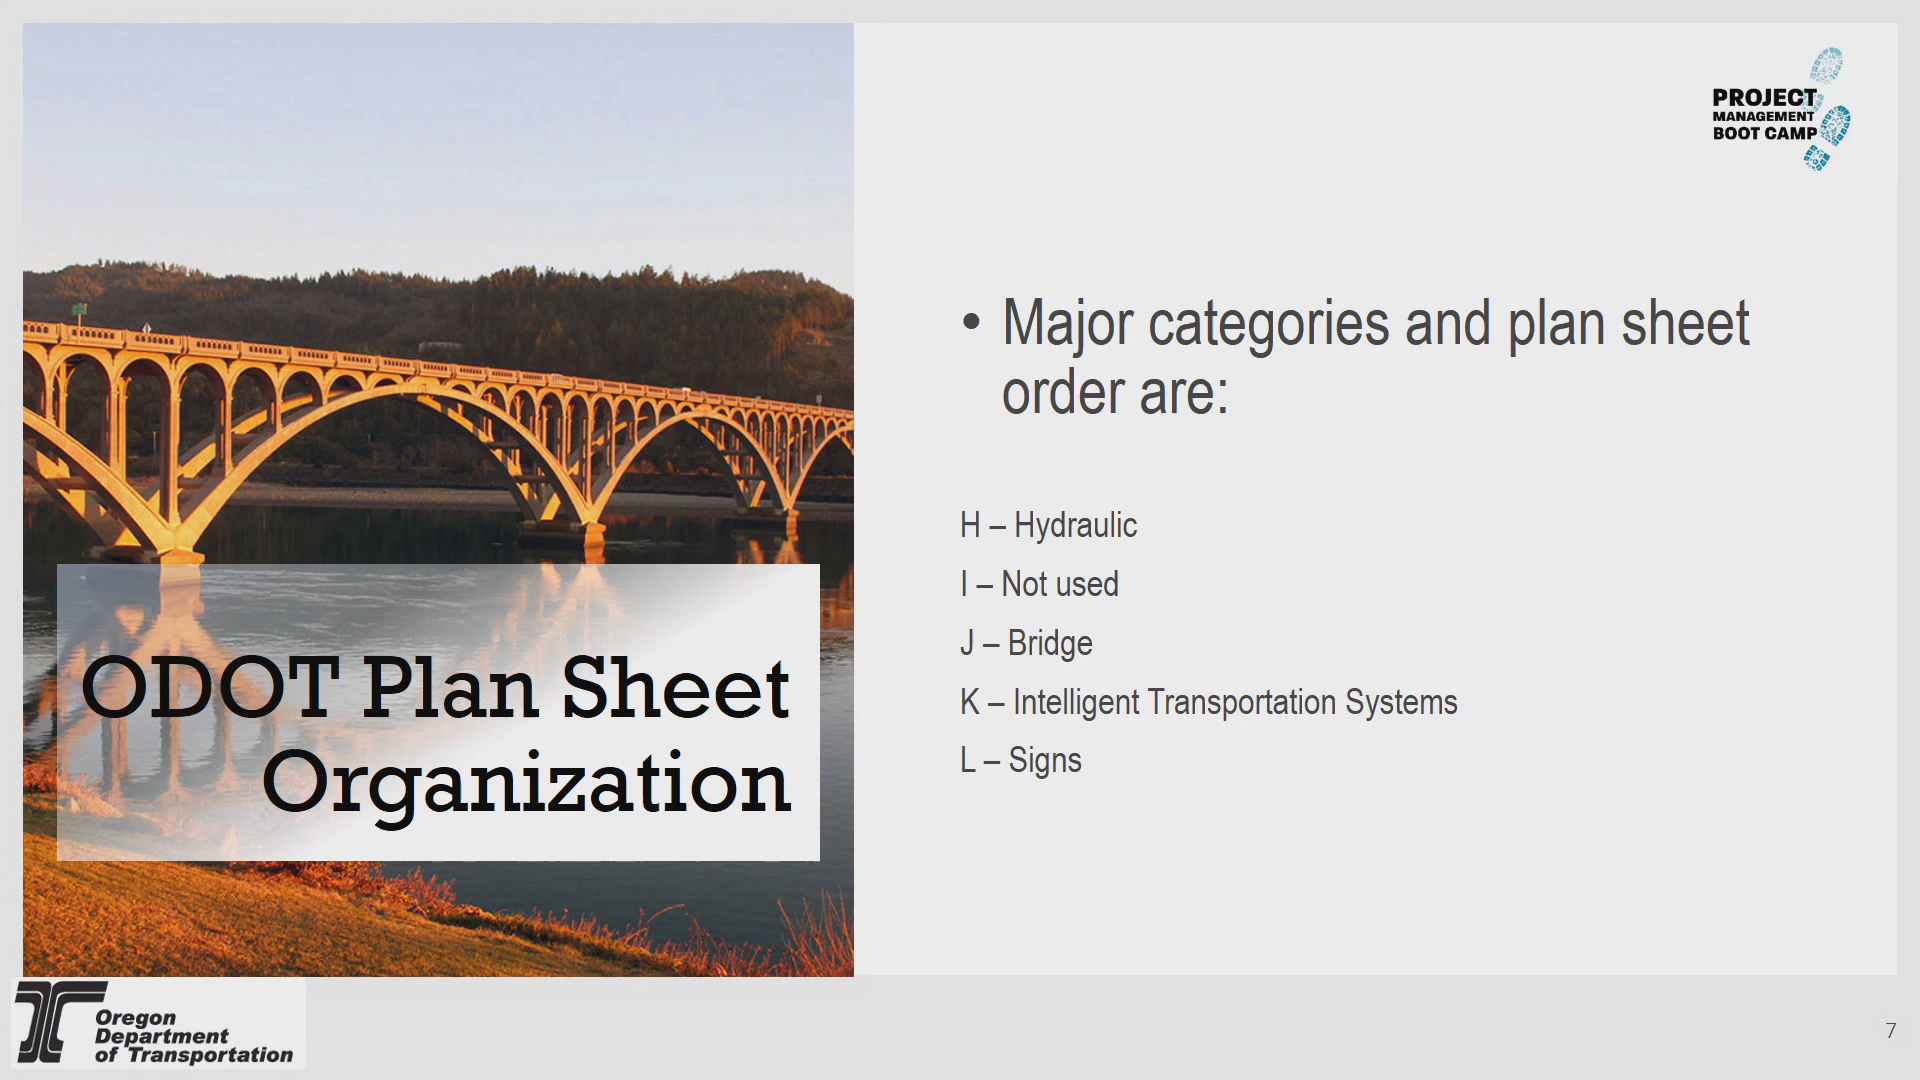 PROJECT
MANAGEMENT
BOOT CAMP
• Major categories and plan sheet
order are:
H – Hydraulic
I – Not used
J – Bridge
K – Intelligent Transportation Systems
L – Signs
ODOT Plan Sheet
Organization
Oregon
Department
of Transportation
7